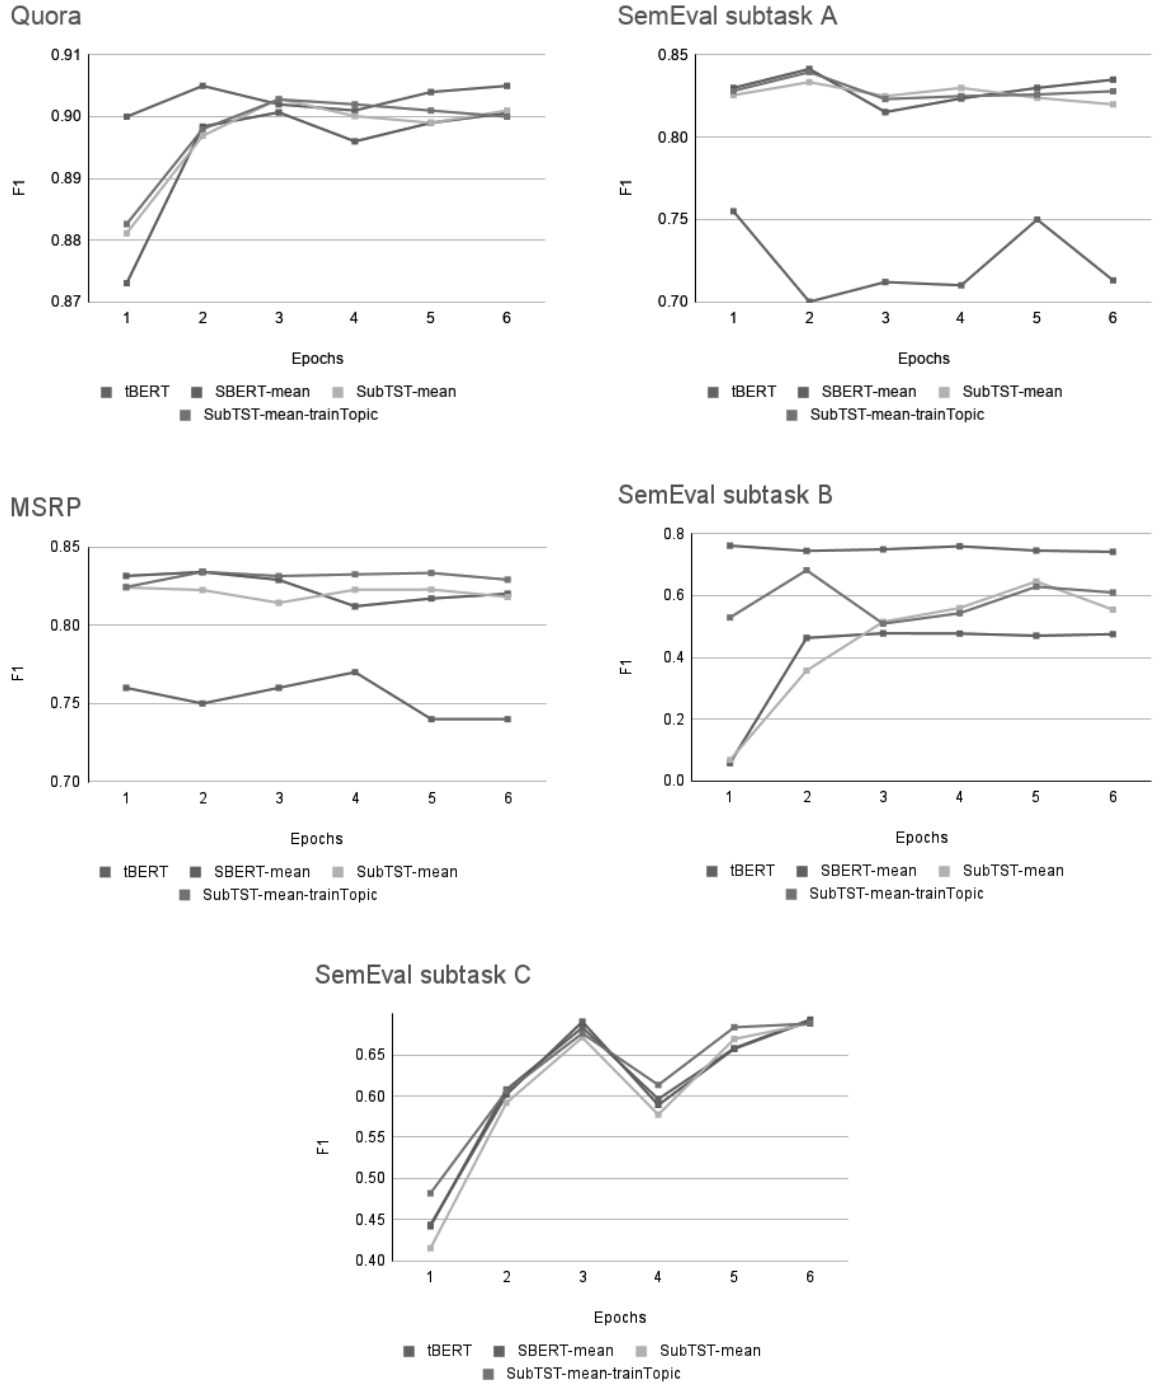 Quora
0.91
0.90
0.89
0.88
0.87
F1
1 2 3 4 5 6
Epochs
tBERT SBERT-mean SubTST-mean
SubTST-mean-trainTopic
SemEval subtask A
0.85
0.80
0.75
0.70
F1
1 2 3 4 5 6
Epochs
tBERT SBERT-mean SubTST-mean
SubTST-mean-trainTopic
MSRP
0.85
0.80
0.75
0.70
F1
1 2 3 4 5 6
Epochs
tBERT SBERT-mean SubTST-mean
SubTST-mean-trainTopic
SemEval subtask B
0.8
0.6
0.4
0.2
0.0
F1
1 2 3 4 5 6
Epochs
tBERT SBERT-mean SubTST-mean
SubTST-mean-trainTopic
SemEval subtask C
0.65
0.60
0.55
0.50
0.45
0.40
F1
1 2 3 4 5 6
Epochs
tBERT SBERT-mean SubTST-mean
SubTST-mean-trainTopic